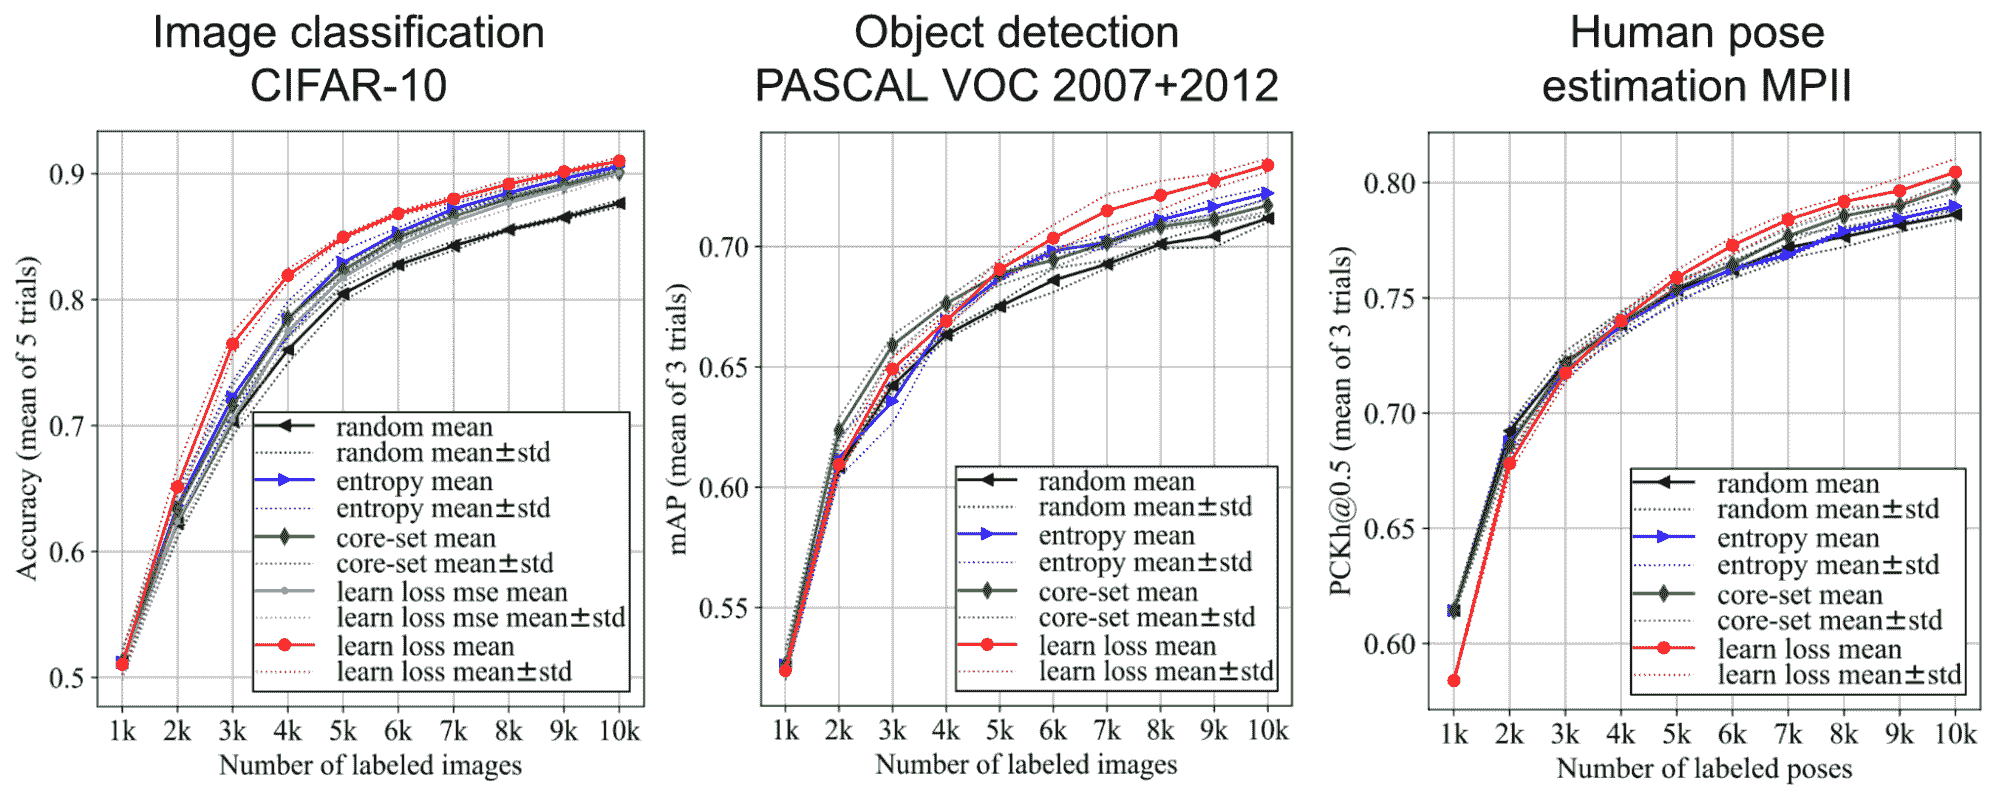 Image classification
CIFAR-10
Accuracy (mean of 5 trials)
0.9
0.8
0.7
0.6
0.5
random mean
random mean±std
entropy mean
entropy mean±std
core-set mean
core-set mean±std
learn loss mse mean
learn loss mse mean±std
learn loss mean
learn loss mean±std
1k 2k 3k 4k 5k 6k 7k 8k 9k 10k
Number of labeled images
Object detection
PASCAL VOC 2007+2012
mAP (mean of 3 trials)
0.70
0.65
0.60
0.55
random mean
random mean±std
entropy mean
entropy mean±std
core-set mean
core-set mean±std
learn loss mean
learn loss mean±std
1k 2k 3k 4k 5k 6k 7k 8k 9k 10k
Number of labeled images
Human pose
estimation MPII
PCKh@0.5 (mean of 3 trials)
0.80
0.75
0.70
0.65
0.60
random mean
random mean±std
entropy mean
entropy mean±std
core-set mean
core-set mean±std
learn loss mean
learn loss mean±std
1k 2k 3k 4k 5k 6k 7k 8k 9k 10k
Number of labeled poses